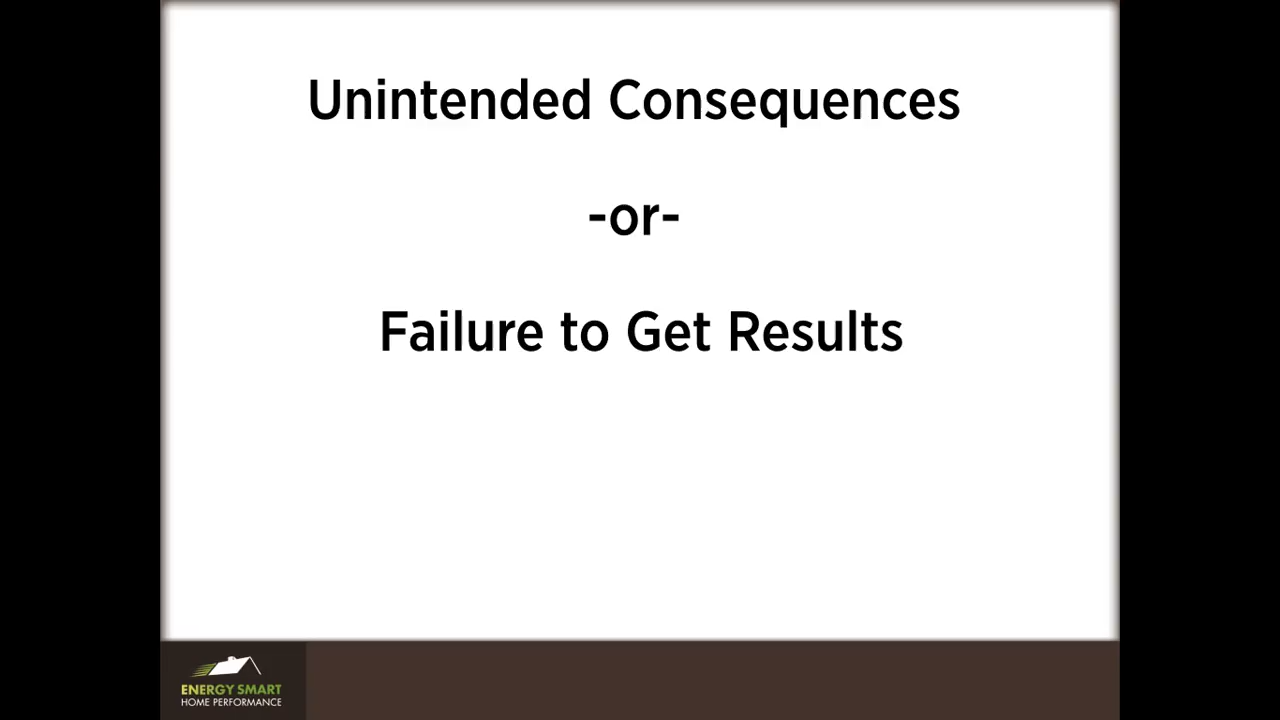 Unintended Consequences
-or-
Failure to Get Results
ENERGY SMART
HOME PERFORMANCE